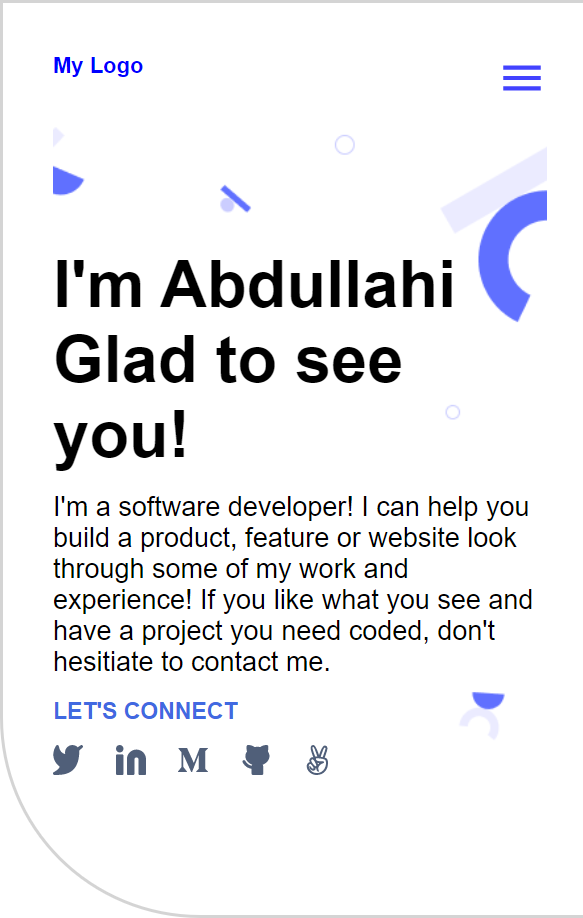 My Logo
I'm Abdullahi
Glad to see
you!
I'm a software developer! I can help you
build a product, feature or website look
through some of my work and
experience! If you like what you see and
have a project you need coded, don't
hesitiate to contact me.
LET'S CONNECT